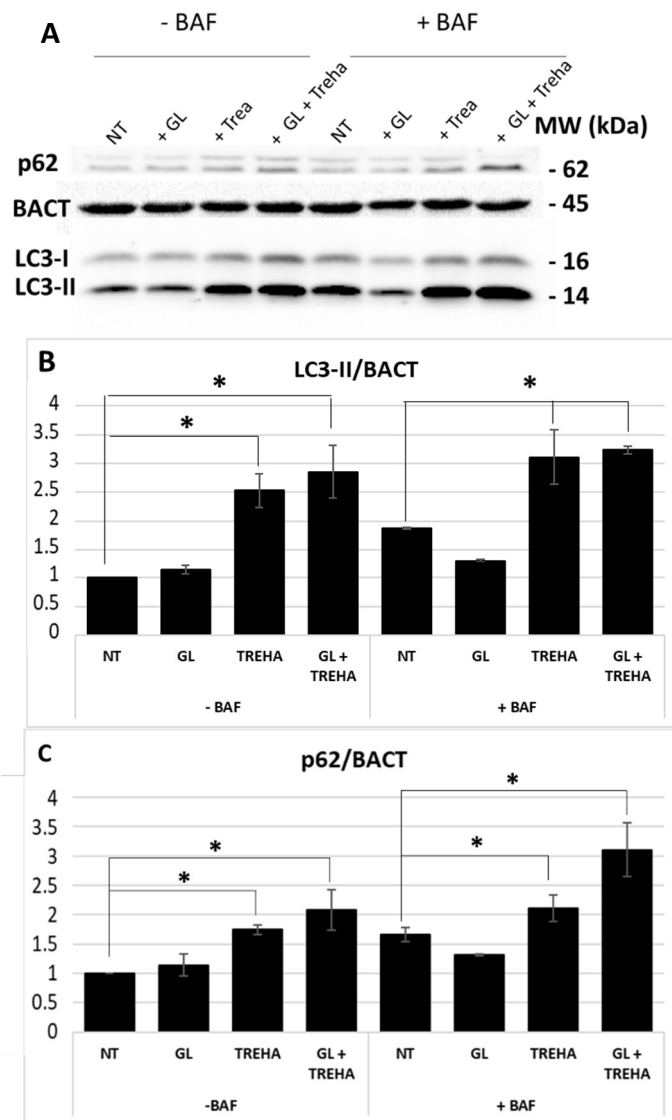 A
- BAF + BAF
NT + GL + Trea + GL + Treha NT + GL + Trea + GL + Treha MW (kDa)
p62 - 62
BACT - 45
LC3-I - 16
LC3-II - 14
B
LC3-II/BACT
* * *
4
3.5
3
2.5
2
1.5
1
0.5
0
NT GL TREHA GL + TREHA NT GL TREHA GL + TREHA
- BAF + BAF
C
p62/BACT
* * * *
4
3.5
3
2.5
2
1.5
1
0.5
0
NT GL TREHA GL + TREHA NT GL TREHA GL + TREHA
-BAF + BAF